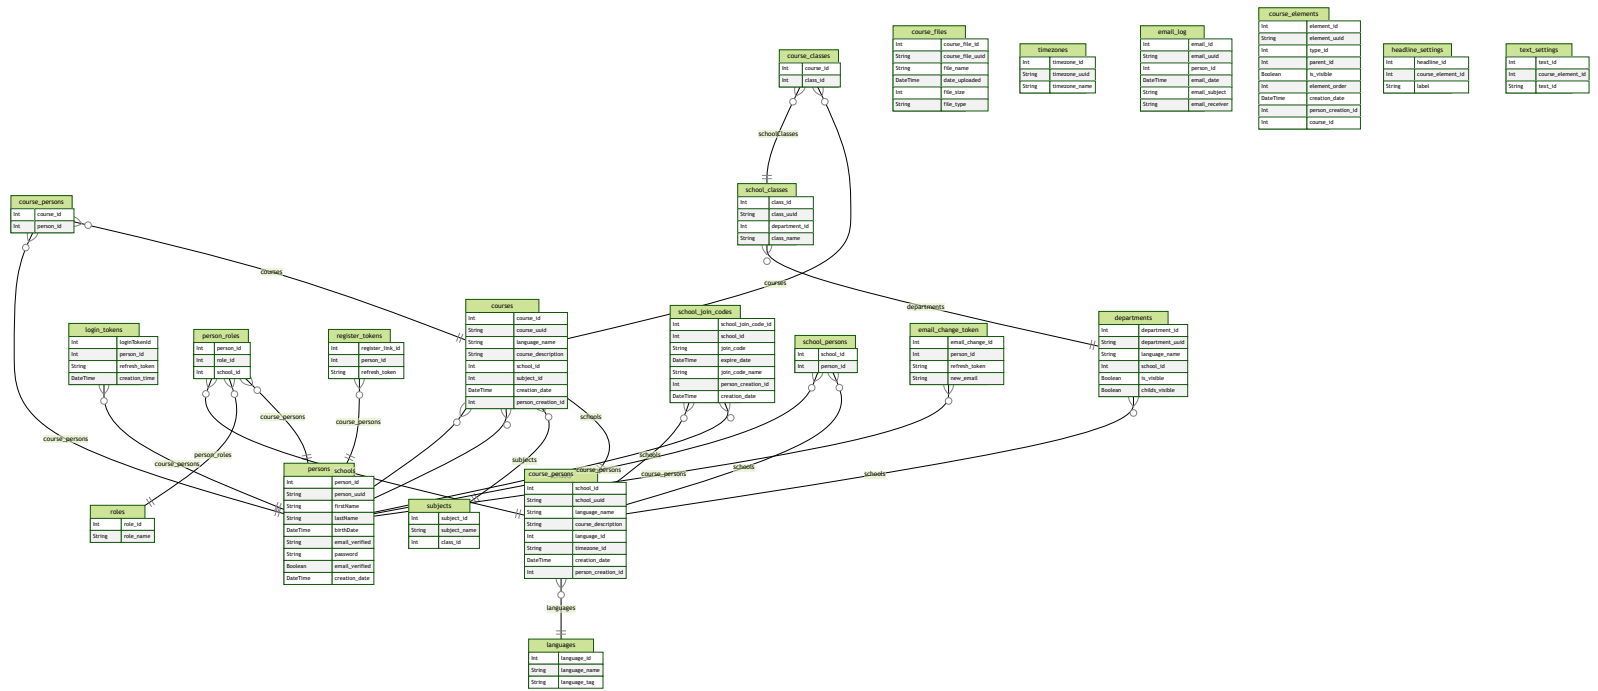 course_elements
Int element_id
String element_uuid
Int type_id
Int parent_id
Boolean is_visible
Int element_order
DateTime creation_date
Int person_creation_id
Int course_id
course_files
Int course_file_id
String course_file_uuid
String file_name
DateTime date_uploaded
Int file_size
String file_type
email_log
Int email_id
String email_uuid
Int person_id
DateTime email_date
String email_subject
String email_receiver
timezones
Int timezone_id
String timezone_uuid
String timezone_name
headline_settings
Int headline_id
Int course_element_id
String label
text_settings
Int text_id
Int course_element_id
String text_id
course_classes
Int course_id
Int class_id
schoolClasses
school_classes
Int class_id
String class_uuid
Int department_id
String class_name
course_persons
Int course_id
Int person_id
courses
courses
departments
login_tokens
Int loginTokenId
Int person_id
String refresh_token
DateTime creation_time
person_roles
Int person_id
Int role_id
Int school_id
register_tokens
Int register_link_id
Int person_id
String refresh_token
courses
Int course_id
String course_uuid
String language_name
String course_description
Int school_id
Int subject_id
DateTime creation_date
Int person_creation_id
school_join_codes
Int school_join_code_id
Int school_id
String join_code
DateTime expire_date
String join_code_name
Int person_creation_id
DateTime creation_date
school_persons
Int school_id
Int person_id
email_change_token
Int email_change_id
Int person_id
String refresh_token
String new_email
departments
Int department_id
String department_uuid
String language_name
Int school_id
Boolean is_visible
Boolean childs_visible
course_persons
course_persons
schools
course_persons
person_roles
course_persons
subjects
schools
schools
course_persons
course_persons
schools
schools
persons
Int person_id
String person_uuid
String firstName
String lastName
DateTime birthDate
String email_verified
String password
Boolean email_verified
DateTime creation_date
roles
Int role_id
String role_name
subjects
Int subject_id
String subject_name
Int class_id
course_persons
Int school_id
String school_uuid
String language_name
String course_description
Int language_id
String timezone_id
DateTime creation_date
Int person_creation_id
languages
languages
Int language_id
String language_name
String language_tag